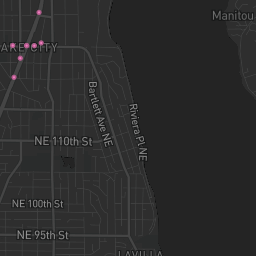 Manitou
AKE CITY
Bartlett Ave NE
Riviera Pl NE
NE 110th St
NE 100th St
NE 95th St
LAVILLA